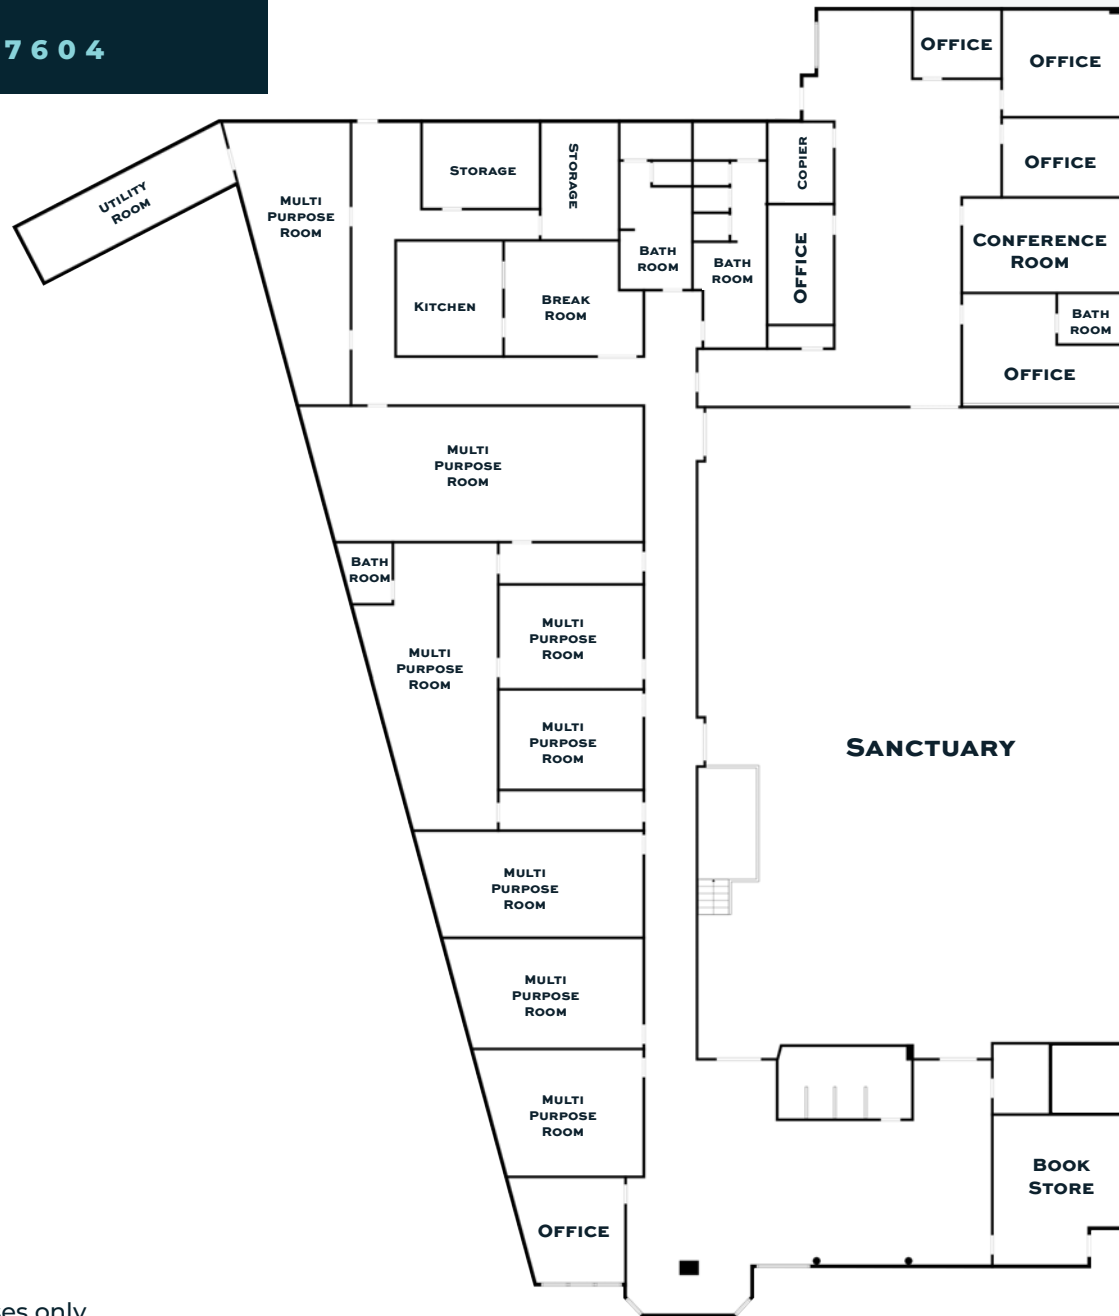 7604
OFFICE
OFFICE
OFFICE
COPIER
STORAGE
STORAGE
UTILITY
ROOM
MULTI
PURPOSE
ROOM
CONFERENCE
ROOM
OFFICE
BATH
ROOM
BATH
ROOM
KITCHEN
BREAK
ROOM
BATH
ROOM
OFFICE
MULTI
PURPOSE
ROOM
BATH
ROOM
MULTI
PURPOSE
ROOM
MULTI
PURPOSE
ROOM
MULTI
PURPOSE
ROOM
SANCTUARY
MULTI
PURPOSE
ROOM
MULTI
PURPOSE
ROOM
MULTI
PURPOSE
ROOM
BOOK
STORE
OFFICE
es only